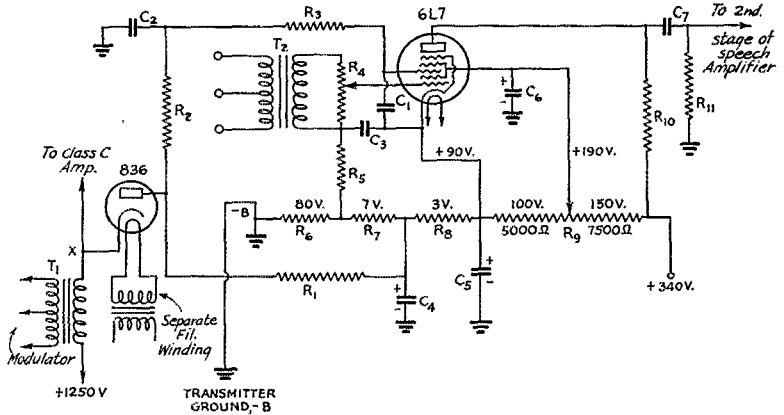 6L7
C7
To 2nd.
stage of
speech
Amplifier
C2
R3
T2
R4
C1
C6
R2
C3
R10
R11
To Class C
Amp.
836
+90V.
+190V.
R5
-B
80V.
7V.
3V.
100V.
150V.
R6
R7
R8
5000Ω
R9
7500Ω
X
T1
R1
+
-
C4
+
-
C5
+
-
+340V.
Modulator
Separate
Fil.
Winding
+1250V
TRANSMITTER
GROUND,-B